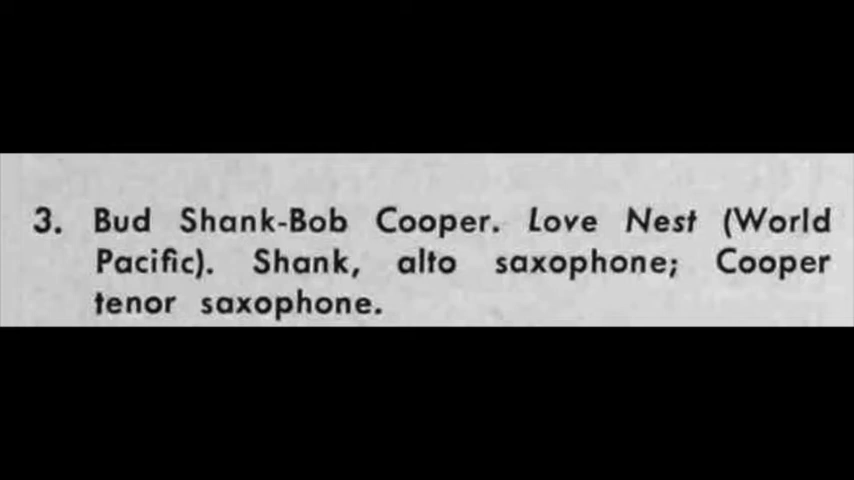 3. Bud Shank-Bob Cooper. Love Nest (World
Pacific). Shank, alto saxophone; Cooper
tenor saxophone.